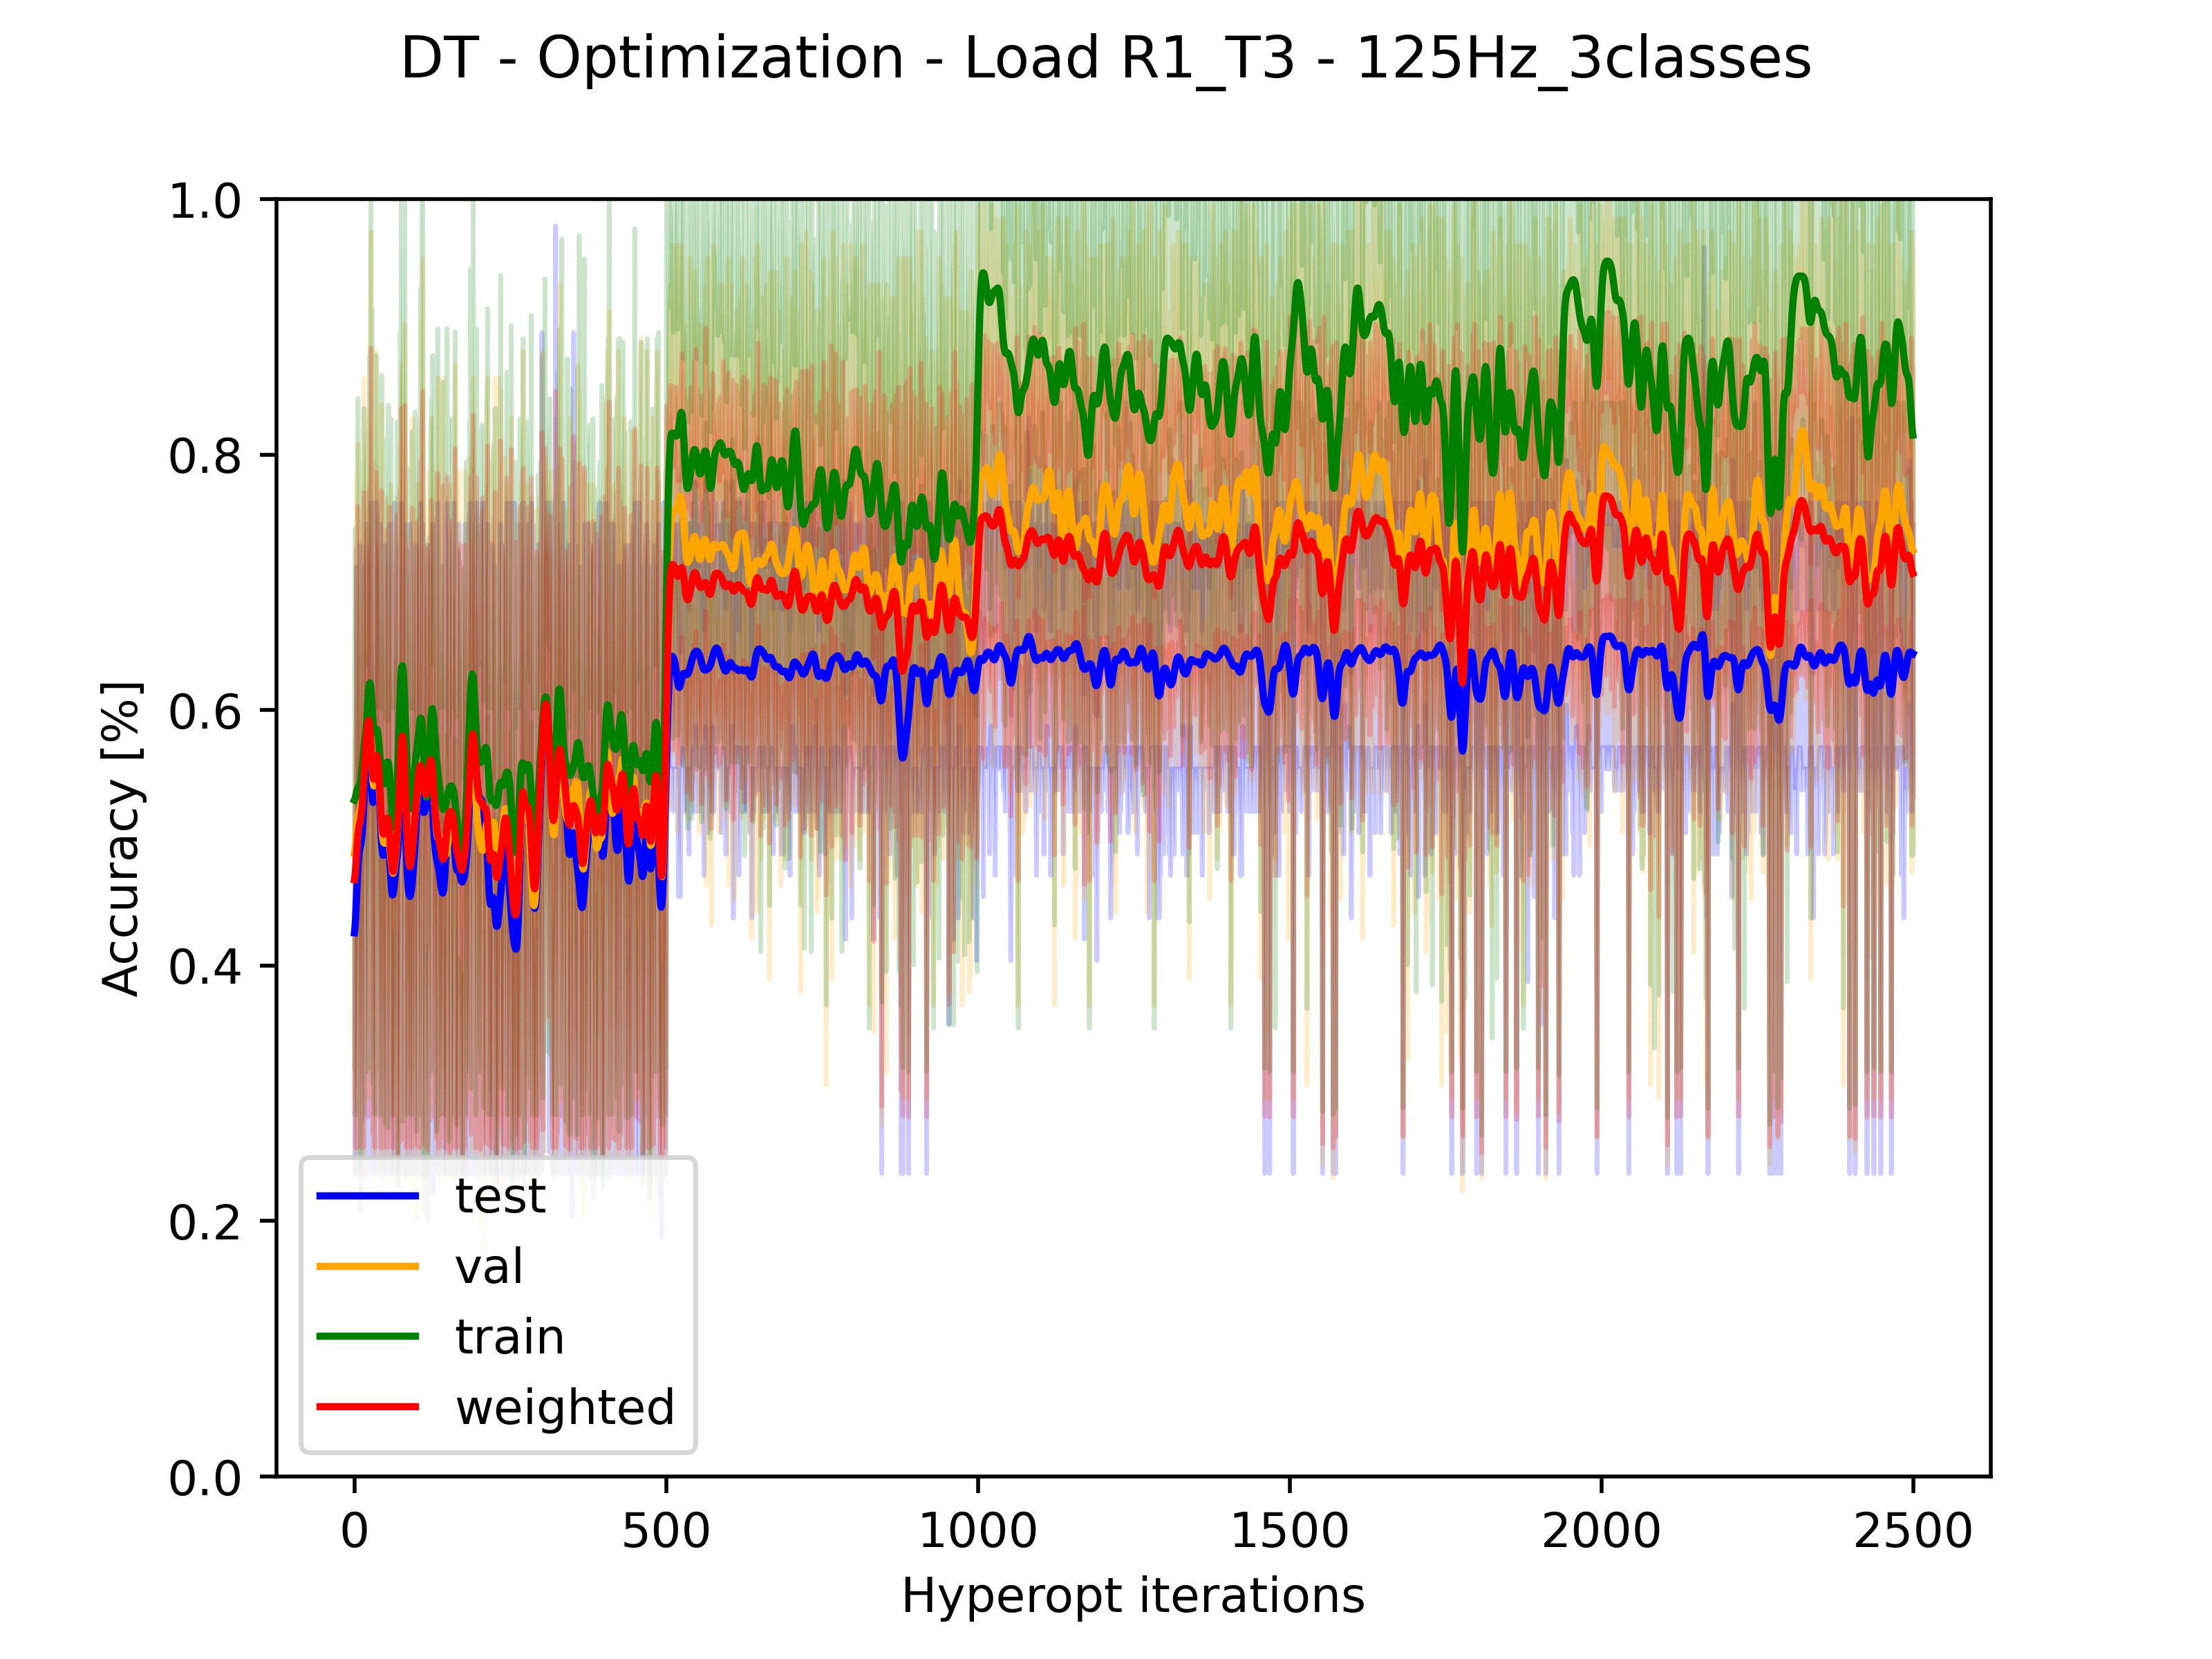 DT - Optimization - Load R1_T3 - 125Hz_3classes
1.0
0.8
0.6
0.4
0.2
0.0
Accuracy [%]
test
val
train
weighted
0 500 1000 1500 2000 2500
Hyperopt iterations